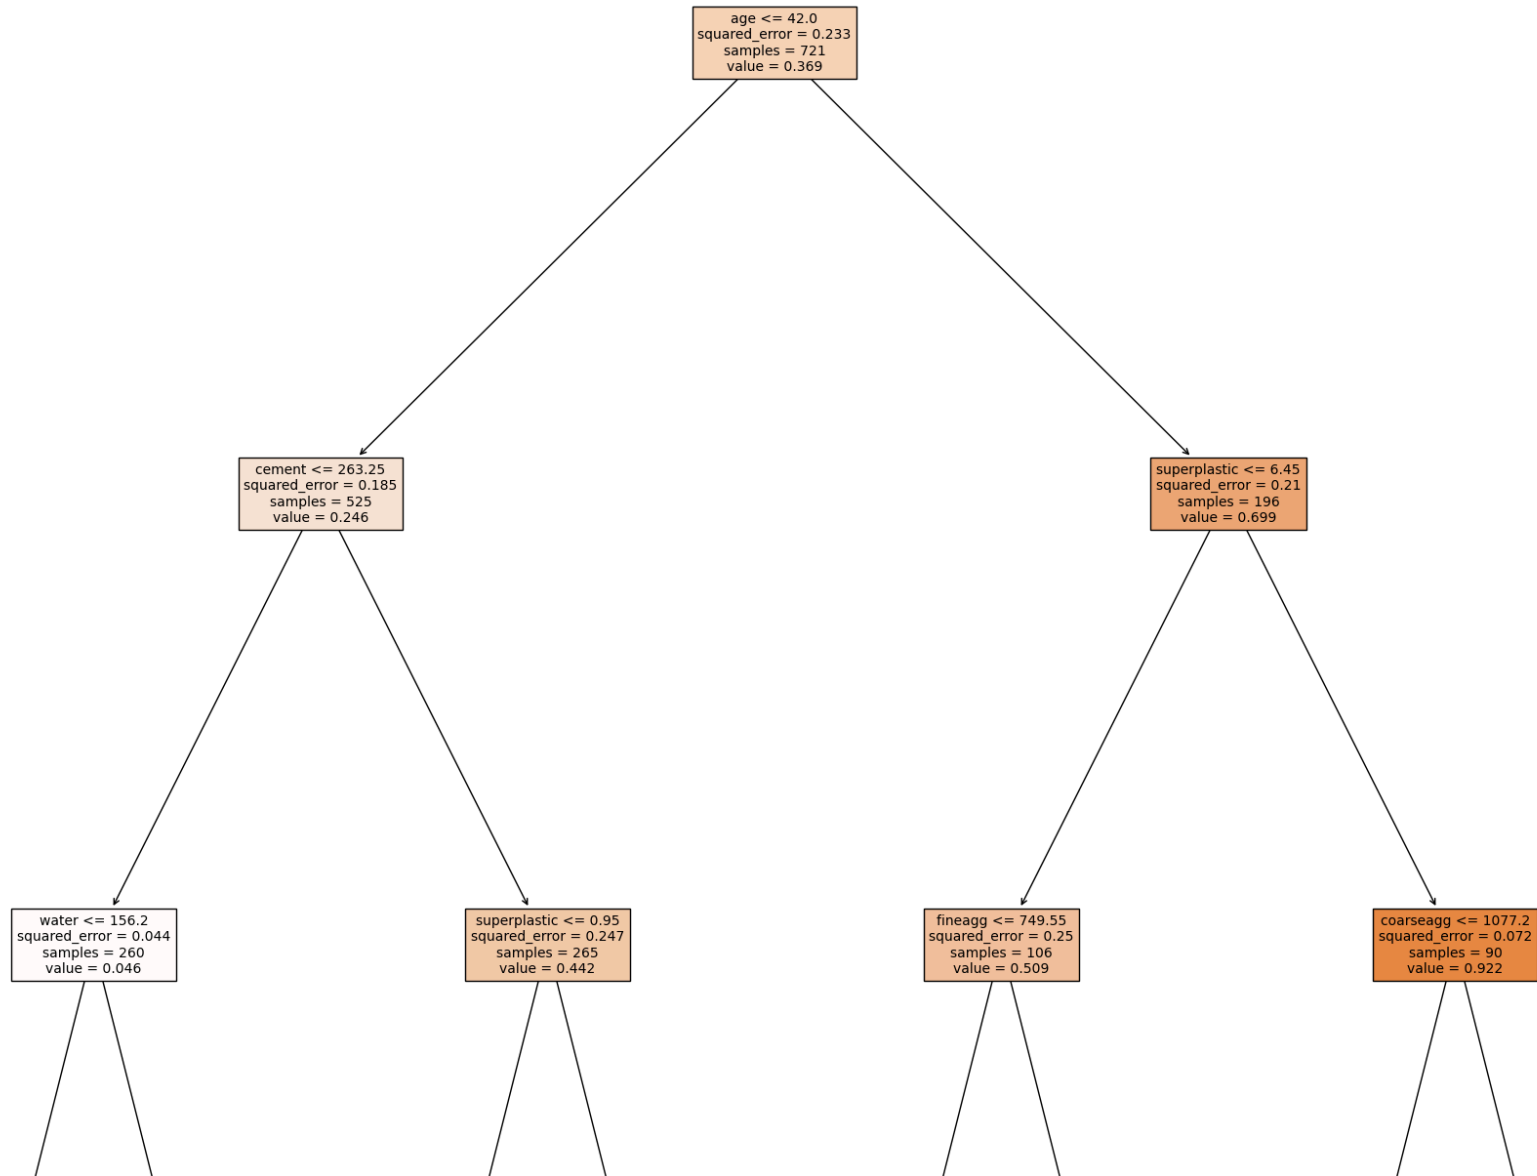 age <= 42.0
squared_error = 0.233
samples = 721
value = 0.369
cement <= 263.25
squared_error = 0.185
samples = 525
value = 0.246
superplastic <= 6.45
squared_error = 0.21
samples = 196
value = 0.699
water <= 156.2
squared_error = 0.044
samples = 260
value = 0.046
superplastic <= 0.95
squared_error = 0.247
samples = 265
value = 0.442
fineagg <= 749.55
squared_error = 0.25
samples = 106
value = 0.509
coarseagg <= 1077.2
squared_error = 0.072
samples = 90
value = 0.922